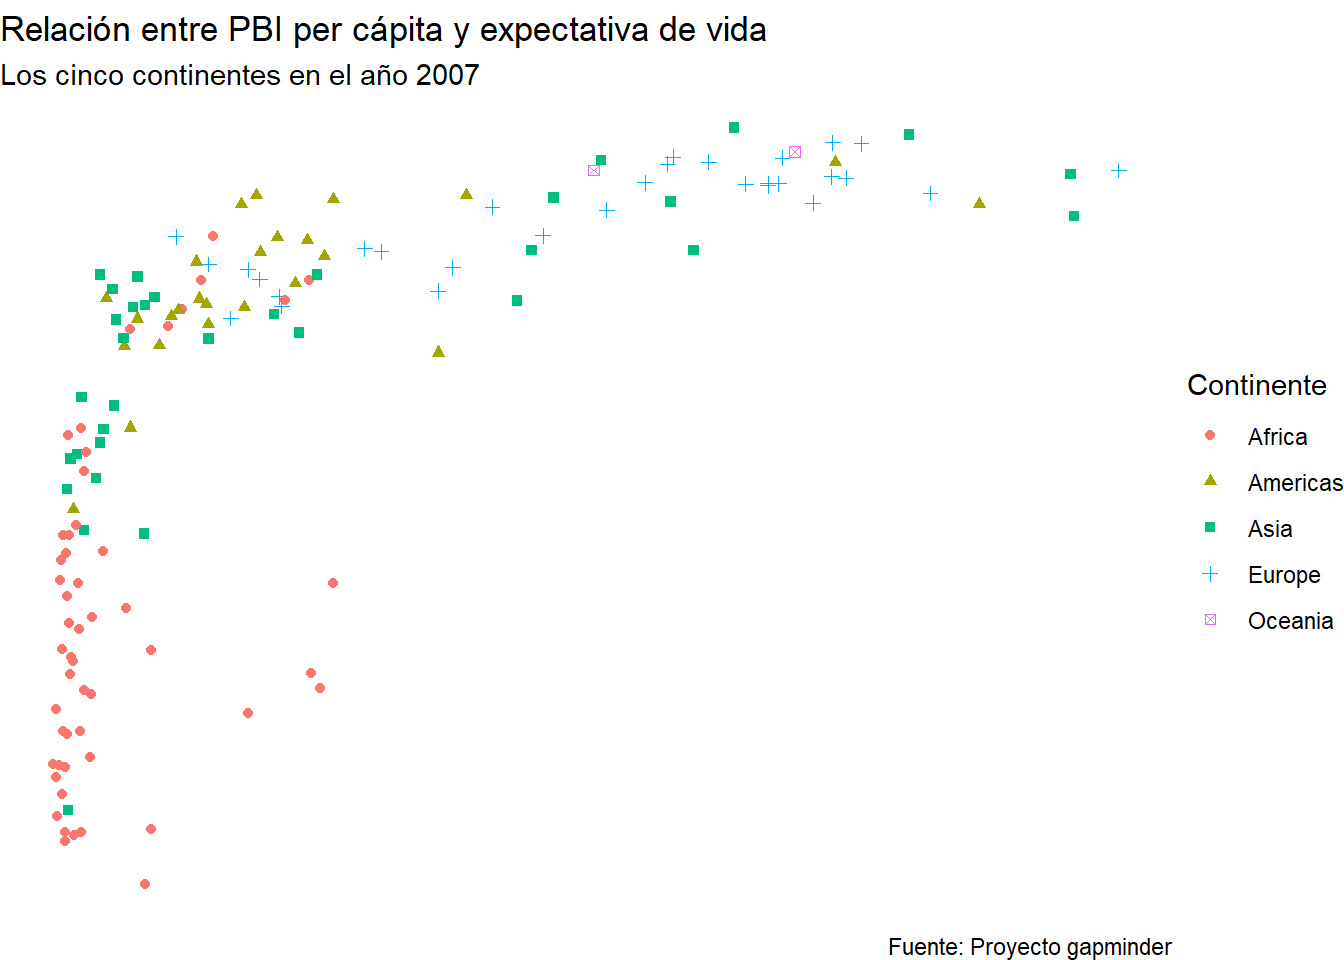 Relación entre PBI per cápita y expectativa de vida
Los cinco continentes en el año 2007
Continente
Africa
Americas
Asia
Europe
Oceania
Fuente: Proyecto gapminder